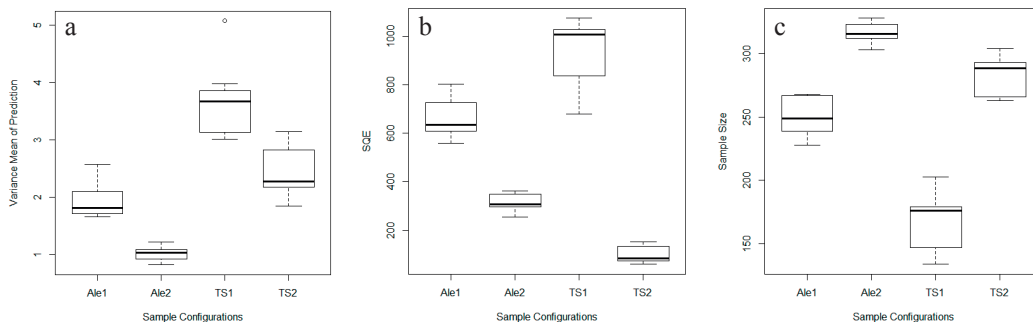 a
Variance Mean of Prediction
5
4
3
2
1
Ale1 Ale2 TS1 TS2
Sample Configurations
b
SQE
1000
800
600
400
200
Ale1 Ale2 TS1 TS2
Sample Configurations
c
Sample Size
300
250
200
150
Ale1 Ale2 TS1 TS2
Sample Configurations